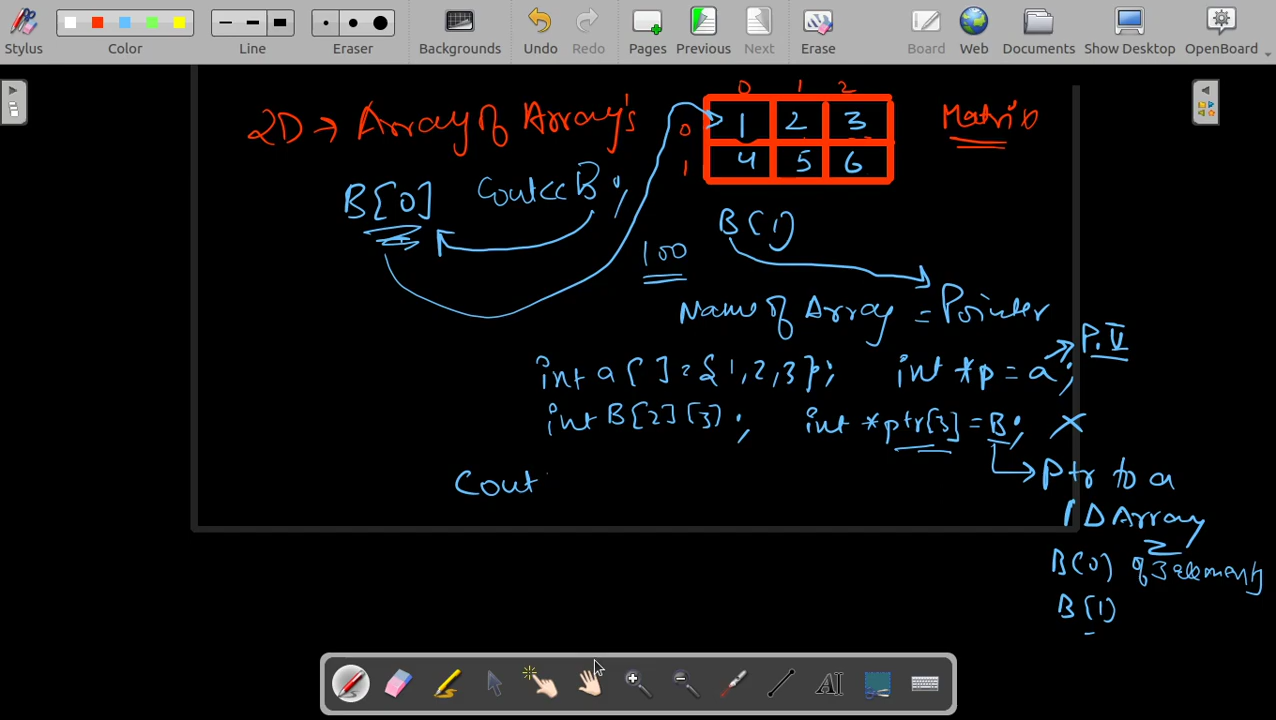 Stylus Color Line Eraser Backgrounds Undo Redo Pages Previous Next Erase Board Web Documents Show Desktop OpenBoard
0 1 2
2D → Array of Array's
0 1 2 3
Matrix
1 4 5 6
B[0] Cout<<B;
B[1]
100
Name of Array = Pointer
P.V
int a[] = {1,2,3}; int *p = a;
int B[2][3]; int *ptr[3] = B; X
Cout
Ptr to a
1D Array
B[0] of 3 elements
B[1]